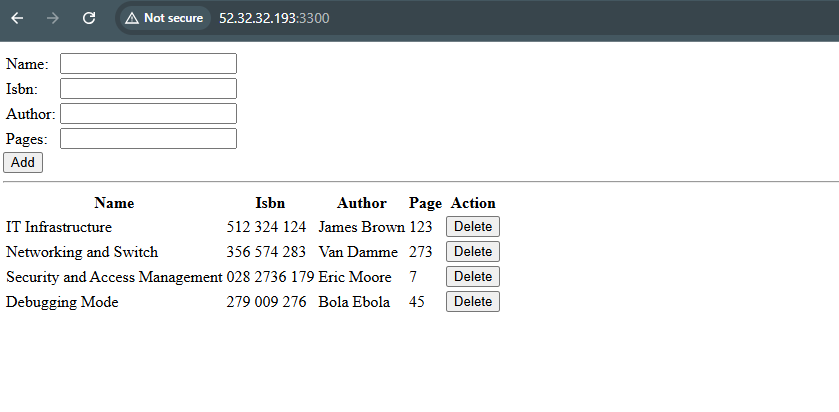 Not secure 52.32.32.193:3300
Name:
Isbn:
Author:
Pages:
Add
Name Isbn Author Page Action
IT Infrastructure 512 324 124 James Brown 123 Delete
Networking and Switch 356 574 283 Van Damme 273 Delete
Security and Access Management 028 2736 179 Eric Moore 7 Delete
Debugging Mode 279 009 276 Bola Ebola 45 Delete